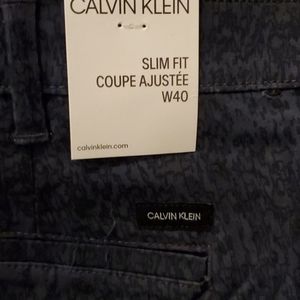 CALVIN KLEIN
SLIM FIT
COUPE AJUSTÉE
W40
calvinklein.com
CALVIN KLEIN